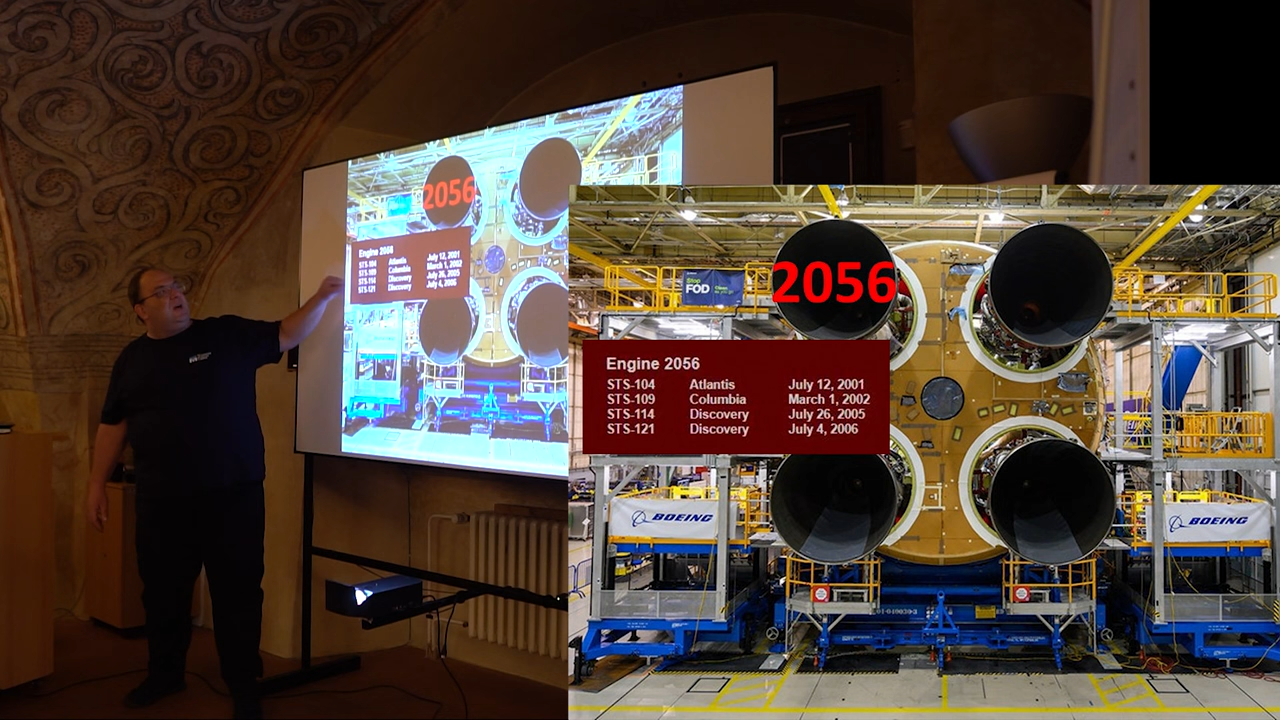 2056
Engine 2056
STS-104 Atlantis July 12, 2001
STS-109 Columbia March 1, 2002
STS-114 Discovery July 26, 2005
STS-121 Discovery July 4, 2006
Stop
FOD
2056
Engine 2056
STS-104 Atlantis July 12, 2001
STS-109 Columbia March 1, 2002
STS-114 Discovery July 26, 2005
STS-121 Discovery July 4, 2006
BOEING
BOEING